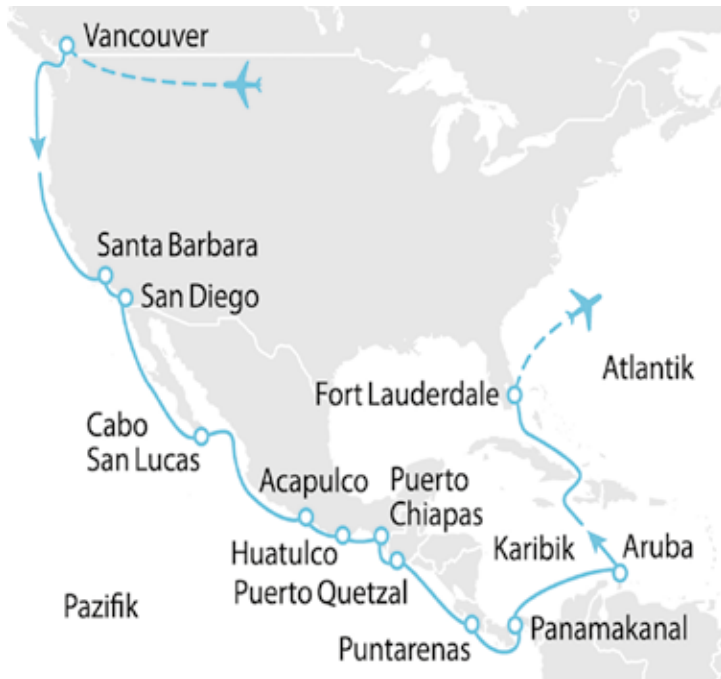 Vancouver
Santa Barbara
San Diego
Fort Lauderdale
Atlantik
Cabo
San Lucas
Acapulco
Puerto
Chiapas
Huatulco
Karibik
Aruba
Puerto Quetzal
Pazifik
Puntarenas
Panamakanal